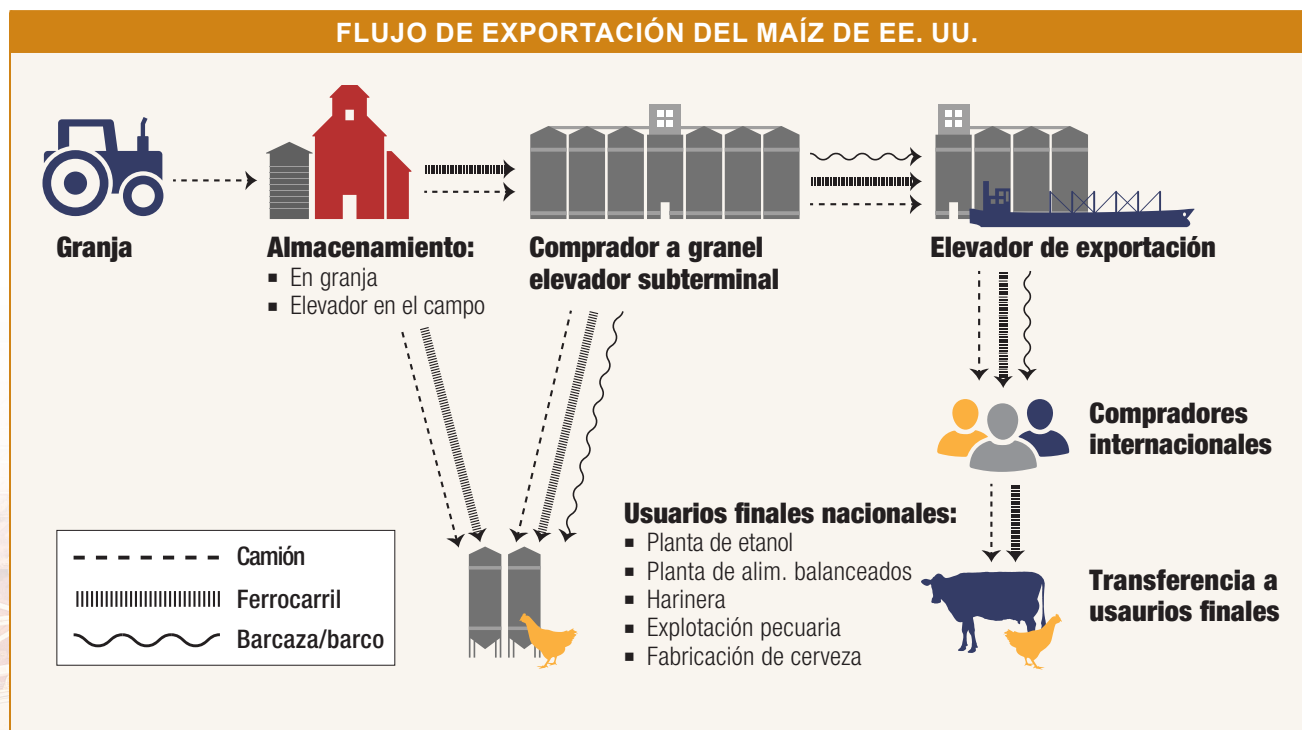 FLUJO DE EXPORTACIÓN DEL MAÍZ DE EE. UU.
Granja
Almacenamiento:
▪ En granja
▪ Elevador en el campo
Comprador a granel
elevador subterminal
Elevador de exportación
Compradores
internacionales
Usuarios finales nacionales:
▪ Planta de etanol
▪ Planta de alim. balanceados
▪ Harinera
▪ Explotación pecuaria
▪ Fabricación de cerveza
Transferencia a
usaurios finales
Camión
Ferrocarril
Barcaza/barco